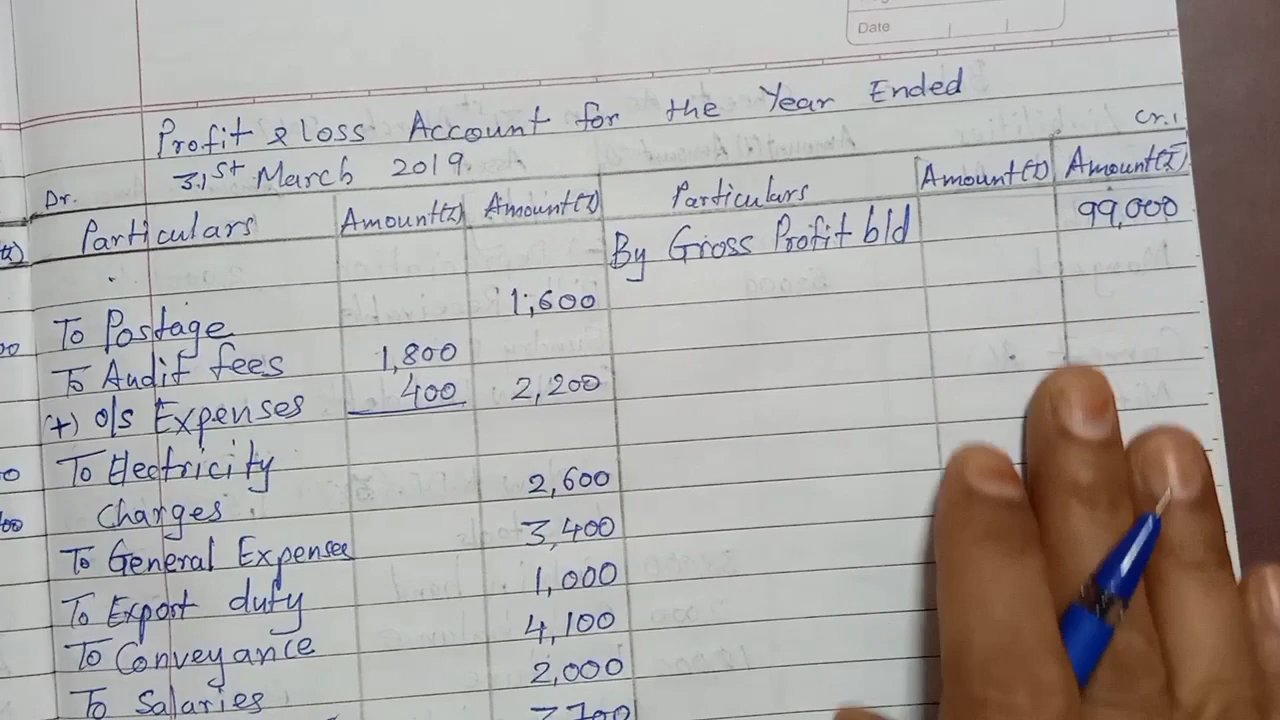 Date
Profit & Loss Account for the Year Ended
31st March 2019.
Dr.
Cr.
Particulars Amount(₹) Amount(₹) Particulars Amount(₹) Amount(₹)
By Gross Profit b/d 99,000
To Postage 1,600
To Audit fees 1,800
(+) o/s Expenses 400 2,200
To Electricity
Charges. 2,600
To General Expenses 3,400
To Export duty 1,000
To Conveyance 4,100
To Salaries 2,000